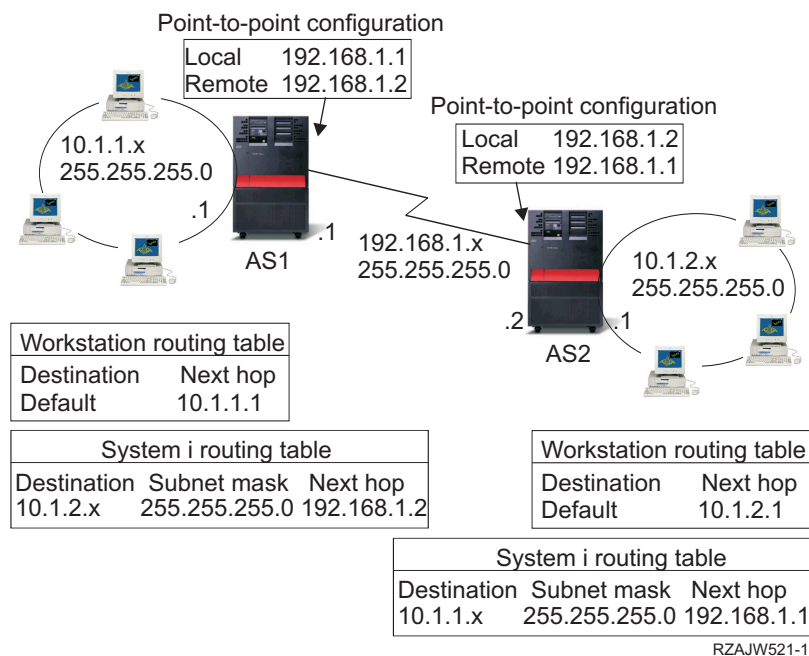 Point-to-point configuration
Local 192.168.1.1
Remote 192.168.1.2
Point-to-point configuration
Local 192.168.1.2
Remote 192.168.1.1
10.1.1.x
255.255.255.0
.1
.1
AS1
192.168.1.x
255.255.255.0
10.1.2.x
255.255.255.0
.2
.1
AS2
Workstation routing table
Destination Next hop
Default 10.1.1.1
System i routing table
Destination Subnet mask Next hop
10.1.2.x 255.255.255.0 192.168.1.2
Workstation routing table
Destination Next hop
Default 10.1.2.1
System i routing table
Destination Subnet mask Next hop
10.1.1.x 255.255.255.0 192.168.1.1
RZAJW521-1